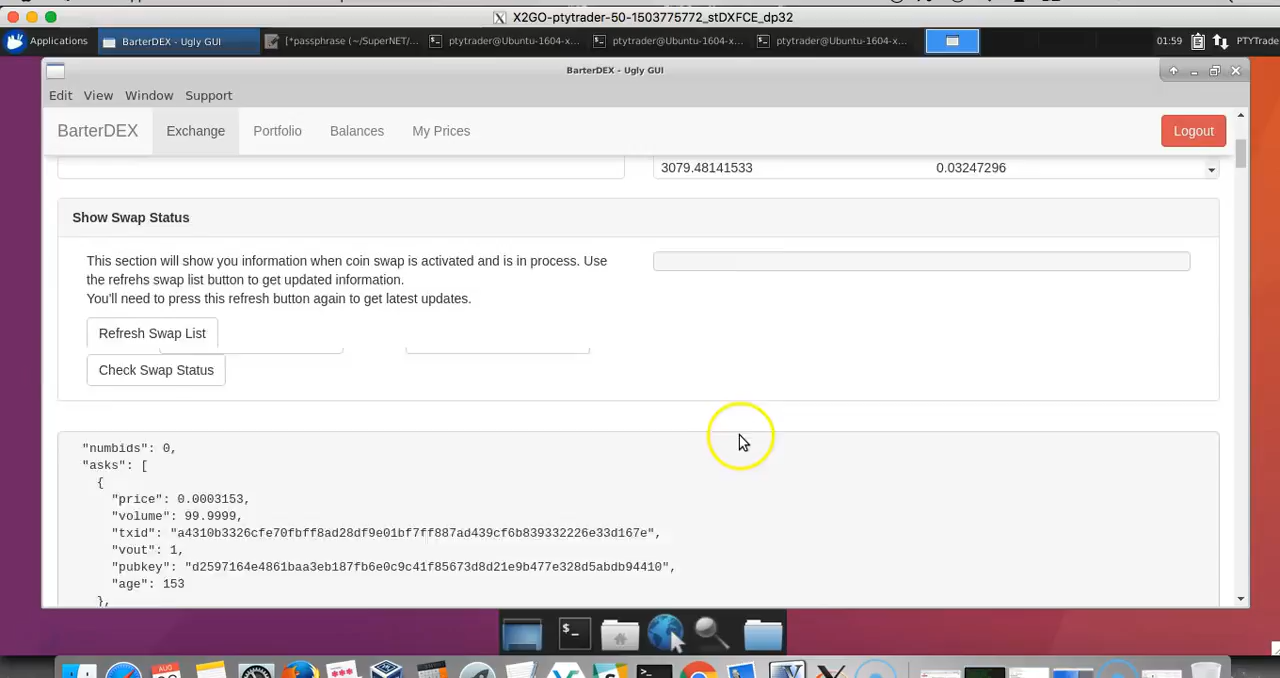 X2GO-ptytrader-50-1503775772_stDXFCE_dp32
Applications
BarterDEX - Ugly GUI
[*passphrase (~/SuperNET/...
ptytrader@Ubuntu-1604-x...
ptytrader@Ubuntu-1604-x...
ptytrader@Ubuntu-1604-x...
01:59
PTYTrade
BarterDEX - Ugly GUI
Edit View Window Support
BarterDEX Exchange Portfolio Balances My Prices Logout
3079.48141533 0.03247296
Show Swap Status
This section will show you information when coin swap is activated and is in process. Use
the refrehs swap list button to get updated information.
You'll need to press this refresh button again to get latest updates.
Refresh Swap List
Check Swap Status
"numbids": 0,
"asks": [
{
"price": 0.0003153,
"volume": 99.9999,
"txid": "a4310b3326cfe70fbff8ad28df9e01bf7ff887ad439cf6b839332226e33d167e",
"vout": 1,
"pubkey": "d2597164e4861baa3eb187fb6e0c9c41f85673d8d21e9b477e328d5abdb94410",
"age": 153
},